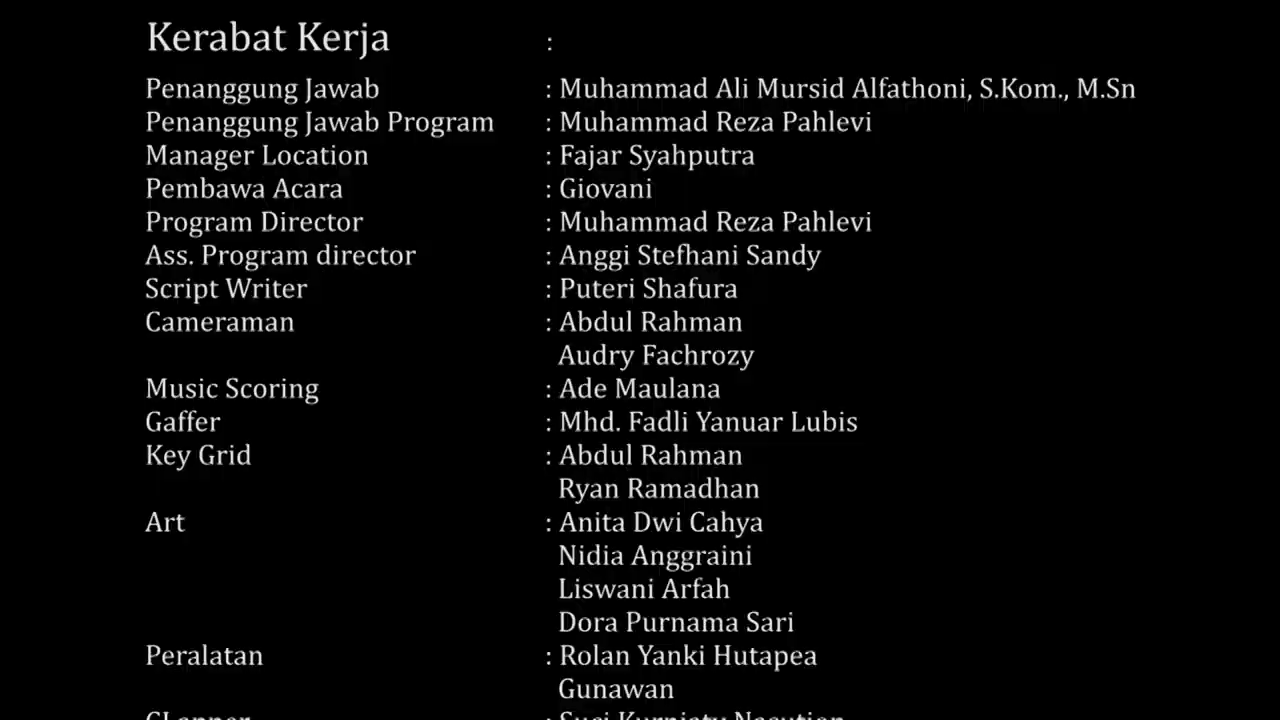 Kerabat Kerja :
Penanggung Jawab : Muhammad Ali Mursid Alfathoni, S.Kom., M.Sn
Penanggung Jawab Program : Muhammad Reza Pahlevi
Manager Location : Fajar Syahputra
Pembawa Acara : Giovani
Program Director : Muhammad Reza Pahlevi
Ass. Program director : Anggi Stefhani Sandy
Script Writer : Puteri Shafura
Cameraman : Abdul Rahman
Audry Fachrozy
Music Scoring : Ade Maulana
Gaffer : Mhd. Fadli Yanuar Lubis
Key Grid : Abdul Rahman
Ryan Ramadhan
Art : Anita Dwi Cahya
Nidia Anggraini
Liswani Arfah
Dora Purnama Sari
Peralatan : Rolan Yanki Hutapea
Gunawan